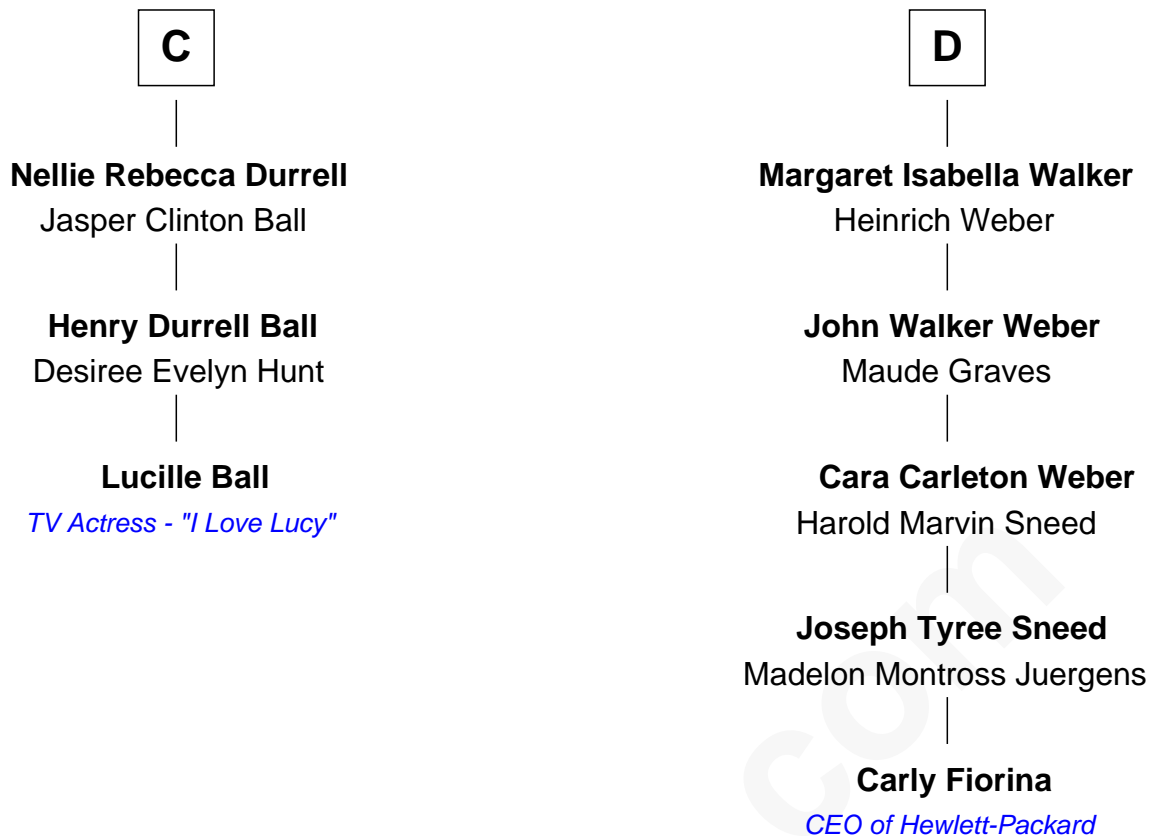 C
Nellie Rebecca Durrell
Jasper Clinton Ball
Henry Durrell Ball
Desiree Evelyn Hunt
Lucille Ball
TV Actress - "I Love Lucy"
D
Margaret Isabella Walker
Heinrich Weber
John Walker Weber
Maude Graves
Cara Carleton Weber
Harold Marvin Sneed
Joseph Tyree Sneed
Madelon Montross Juergens
Carly Fiorina
CEO of Hewlett-Packard
com